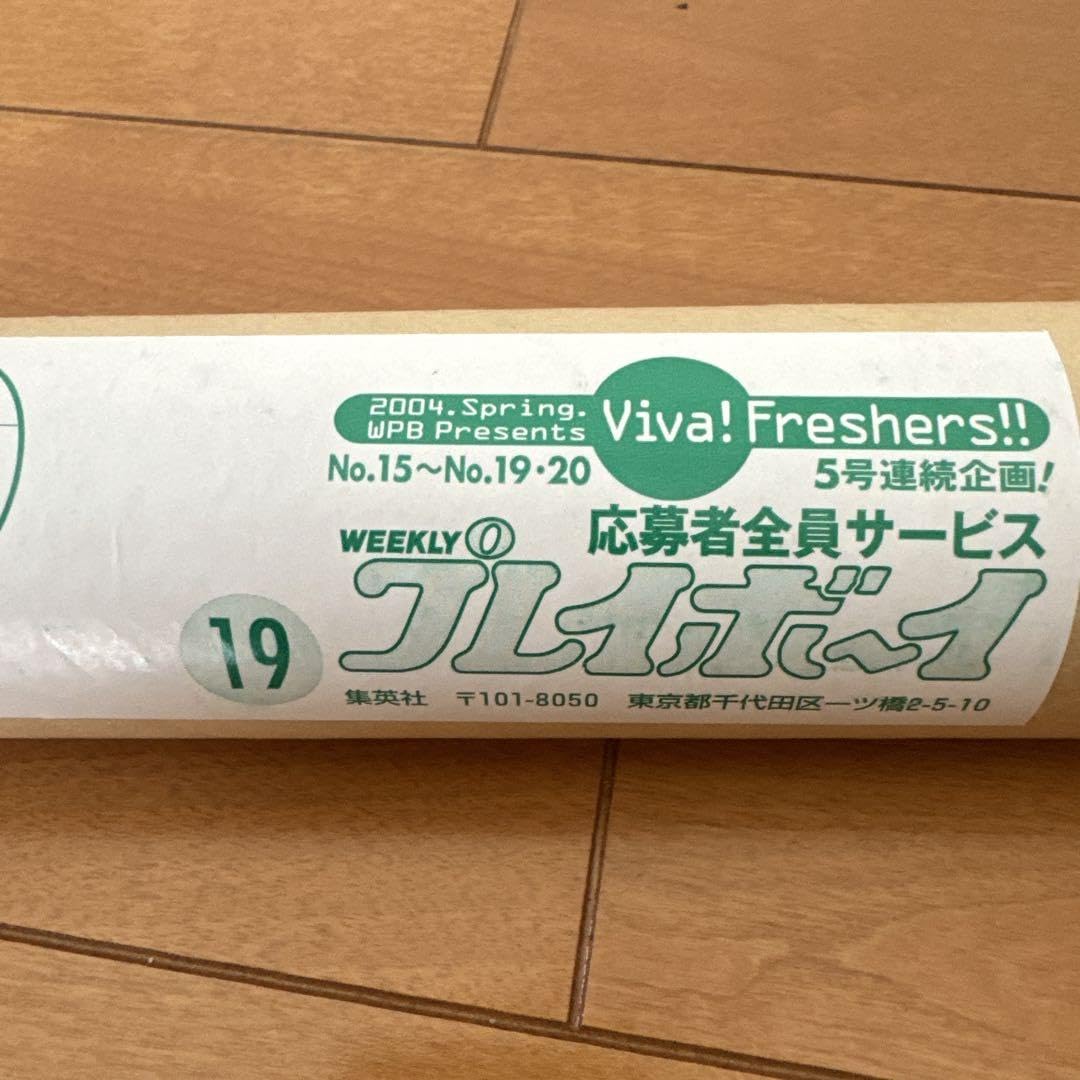 2004.Spring.
WPB Presents
Viva! Freshers!!
No.15～No.19・20
5号連続企画!
応募者全員サービス
WEEKLY
プレイボーイ
19
集英社 〒101-8050 東京都千代田区一ツ橋2-5-10